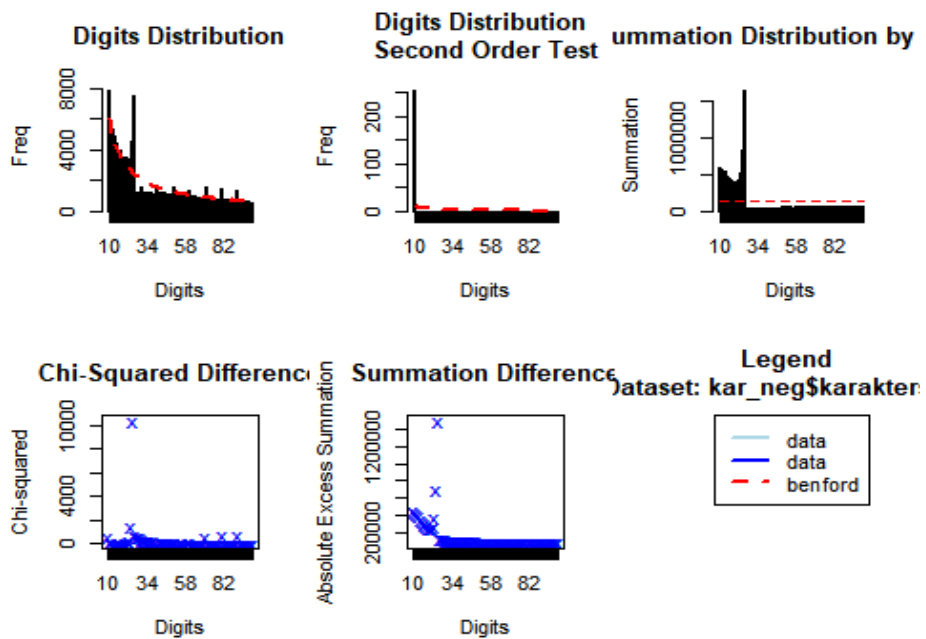 Digits Distribution
Freq
8000
4000
0
10 34 58 82
Digits
Digits Distribution
Second Order Test
Freq
200
100
0
10 34 58 82
Digits
ummation Distribution by
Summation
1000000
0
10 34 58 82
Digits
Chi-Squared Difference
Chi-squared
10000
4000
0
10 34 58 82
Digits
Summation Difference
Absolute Excess Summation
1200000
200000
10 34 58 82
Digits
Legend
Dataset: kar_neg$karakter
data
data
benford